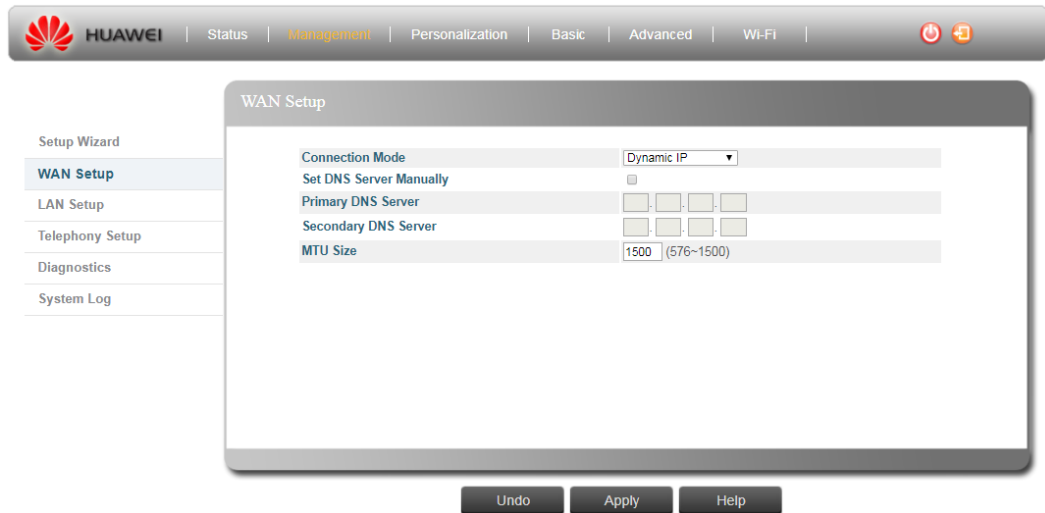 HUAWEI | Status | Management | Personalization | Basic | Advanced | Wi-Fi |
WAN Setup
Setup Wizard
WAN Setup
LAN Setup
Telephony Setup
Diagnostics
System Log
Connection Mode Dynamic IP
Set DNS Server Manually
Primary DNS Server . . .
Secondary DNS Server . . .
MTU Size 1500 (576~1500)
Undo Apply Help